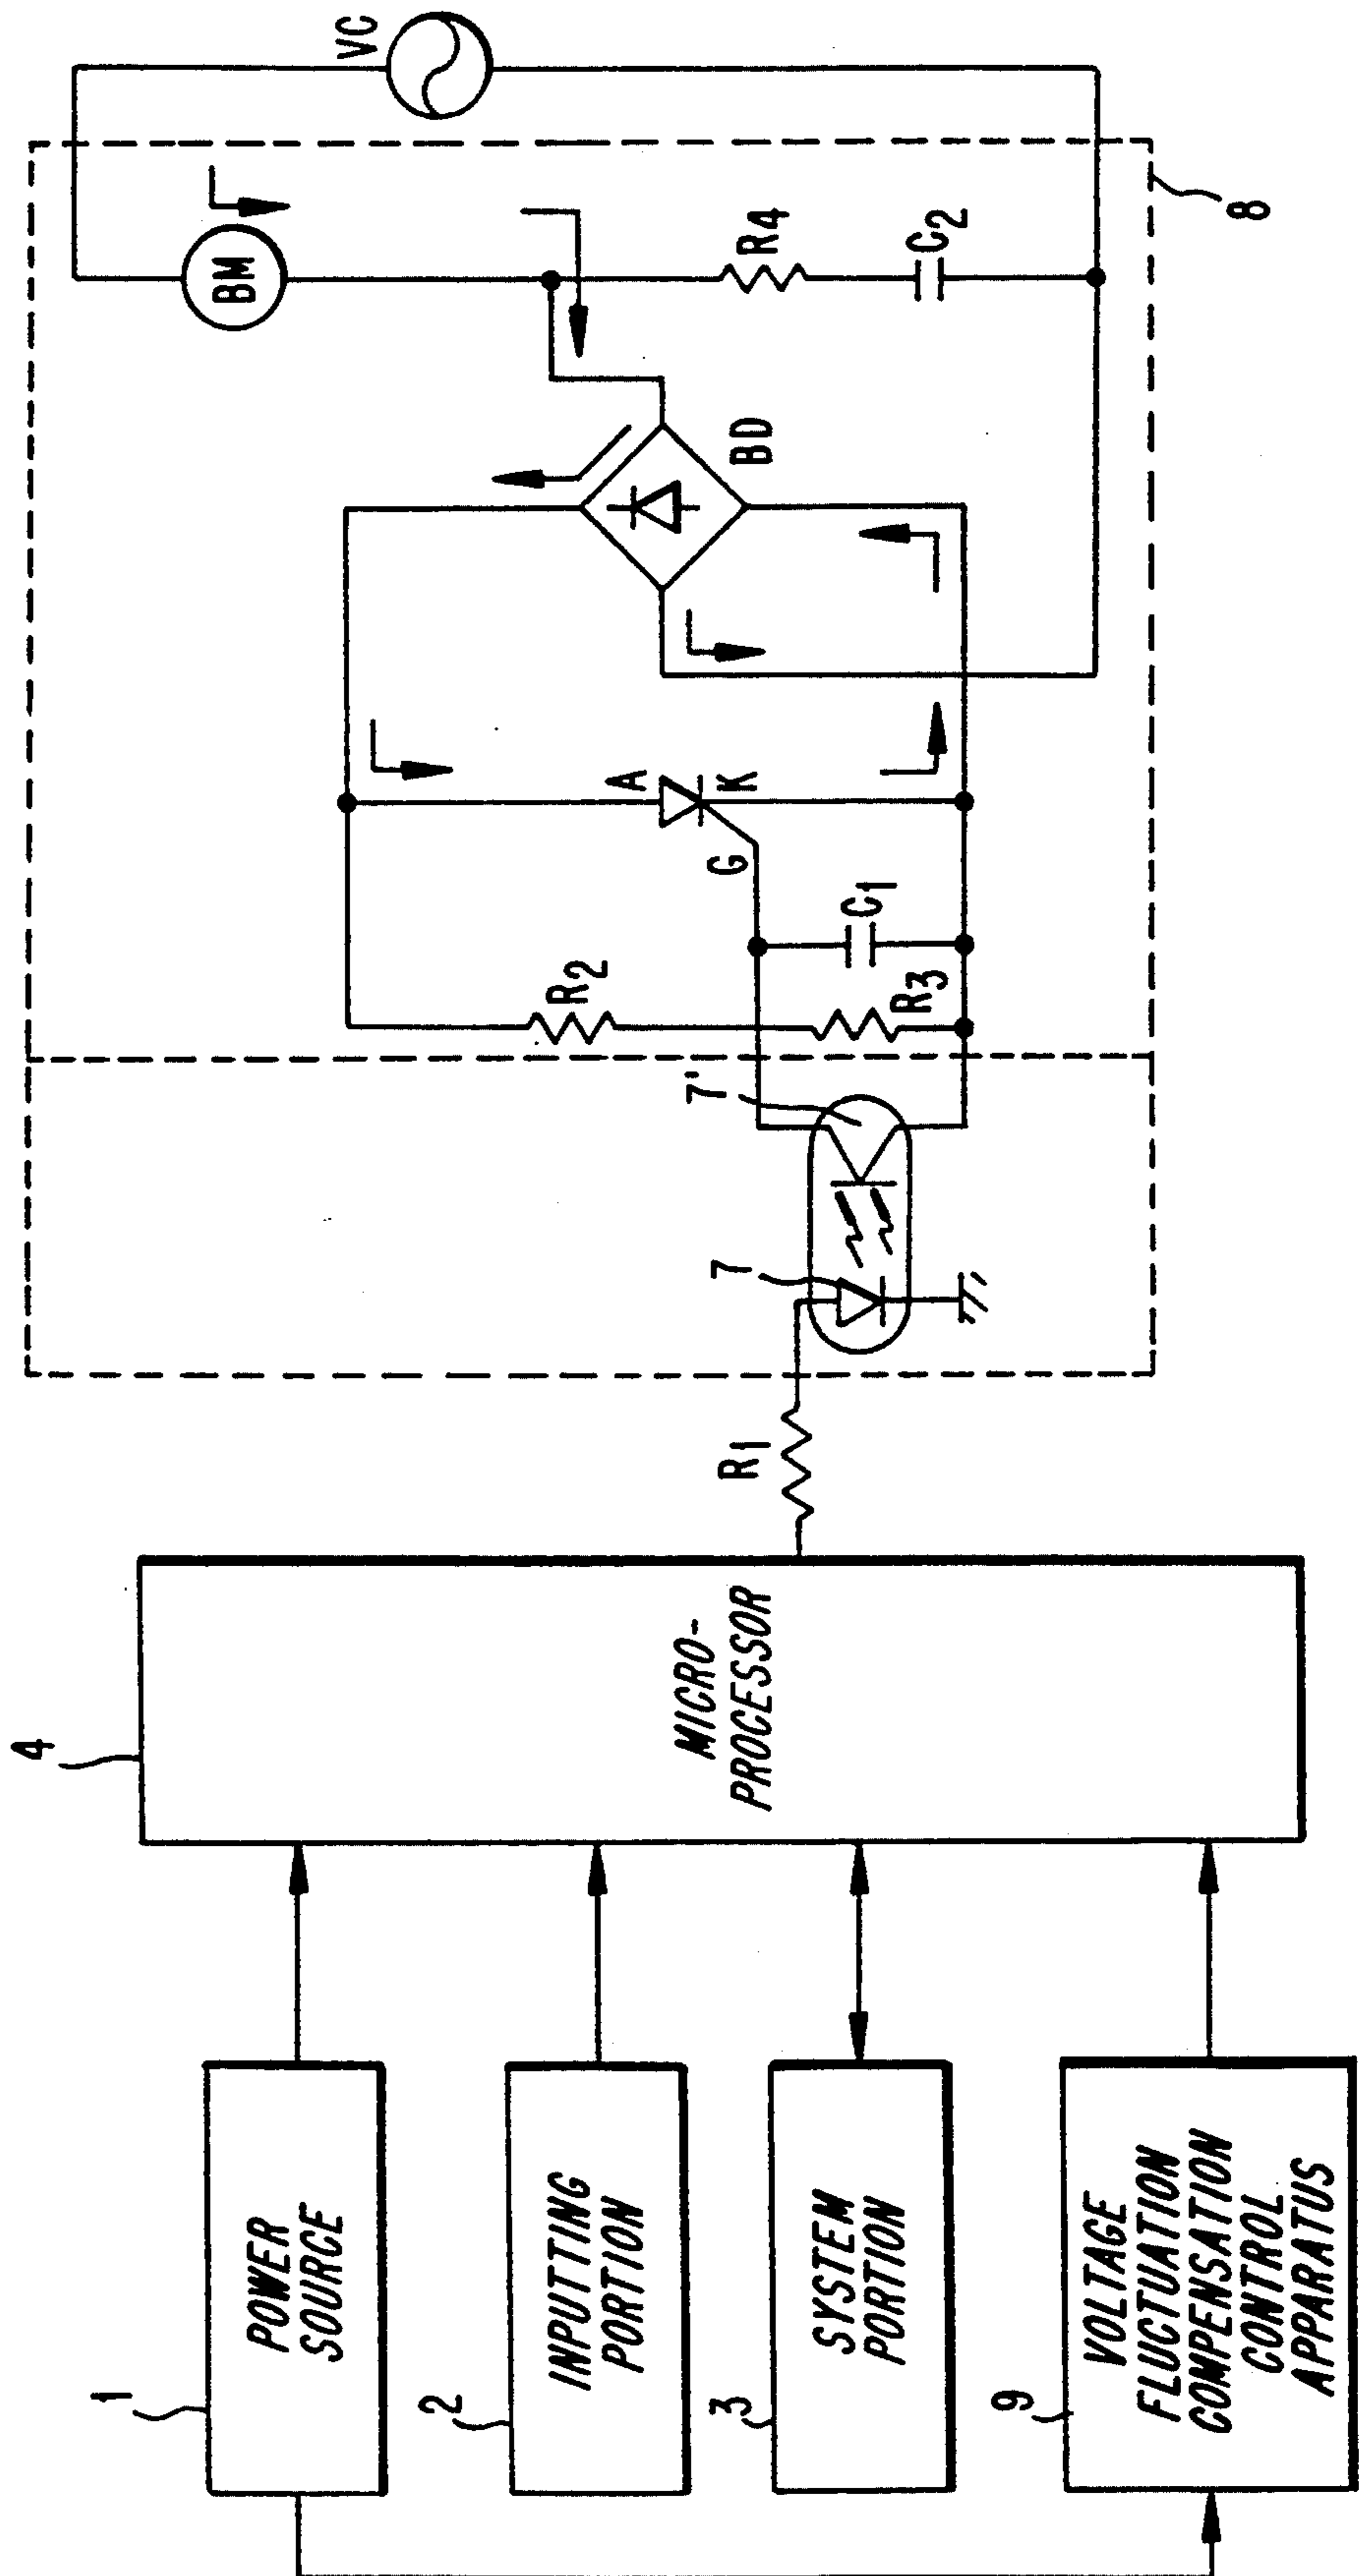 1
POWER
SOURCE
2
INPUTTING
PORTION
3
SYSTEM
PORTION
9
VOLTAGE
FLUCTUATION
COMPENSATION
CONTROL
APPARATUS
4
MICRO-
PROCESSOR
R1
7
7'
R2
R3
C1
G
A
K
BD
BM
R4
C2
VC
8